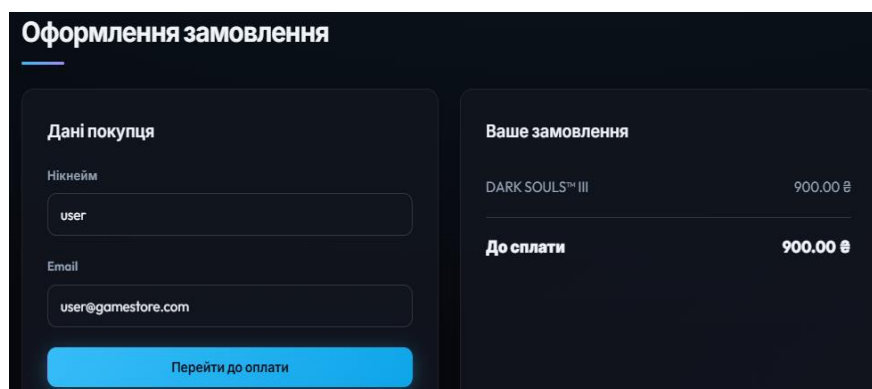 Оформлення замовлення
Дані покупця
Нікнейм
user
Email
user@gamestore.com
Перейти до оплати
Ваше замовлення
DARK SOULS™ III 900.00 ₴
До сплати 900.00 ₴